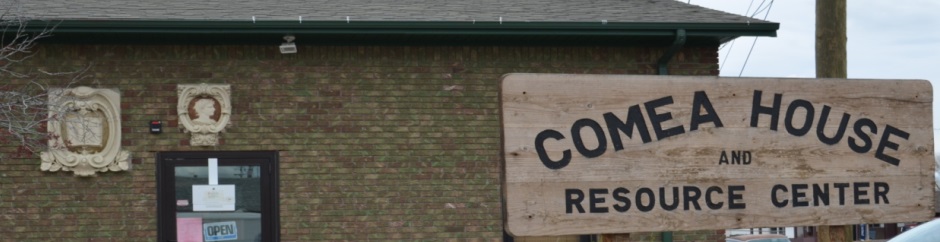 COMEA HOUSE
AND
RESOURCE CENTER
OPEN